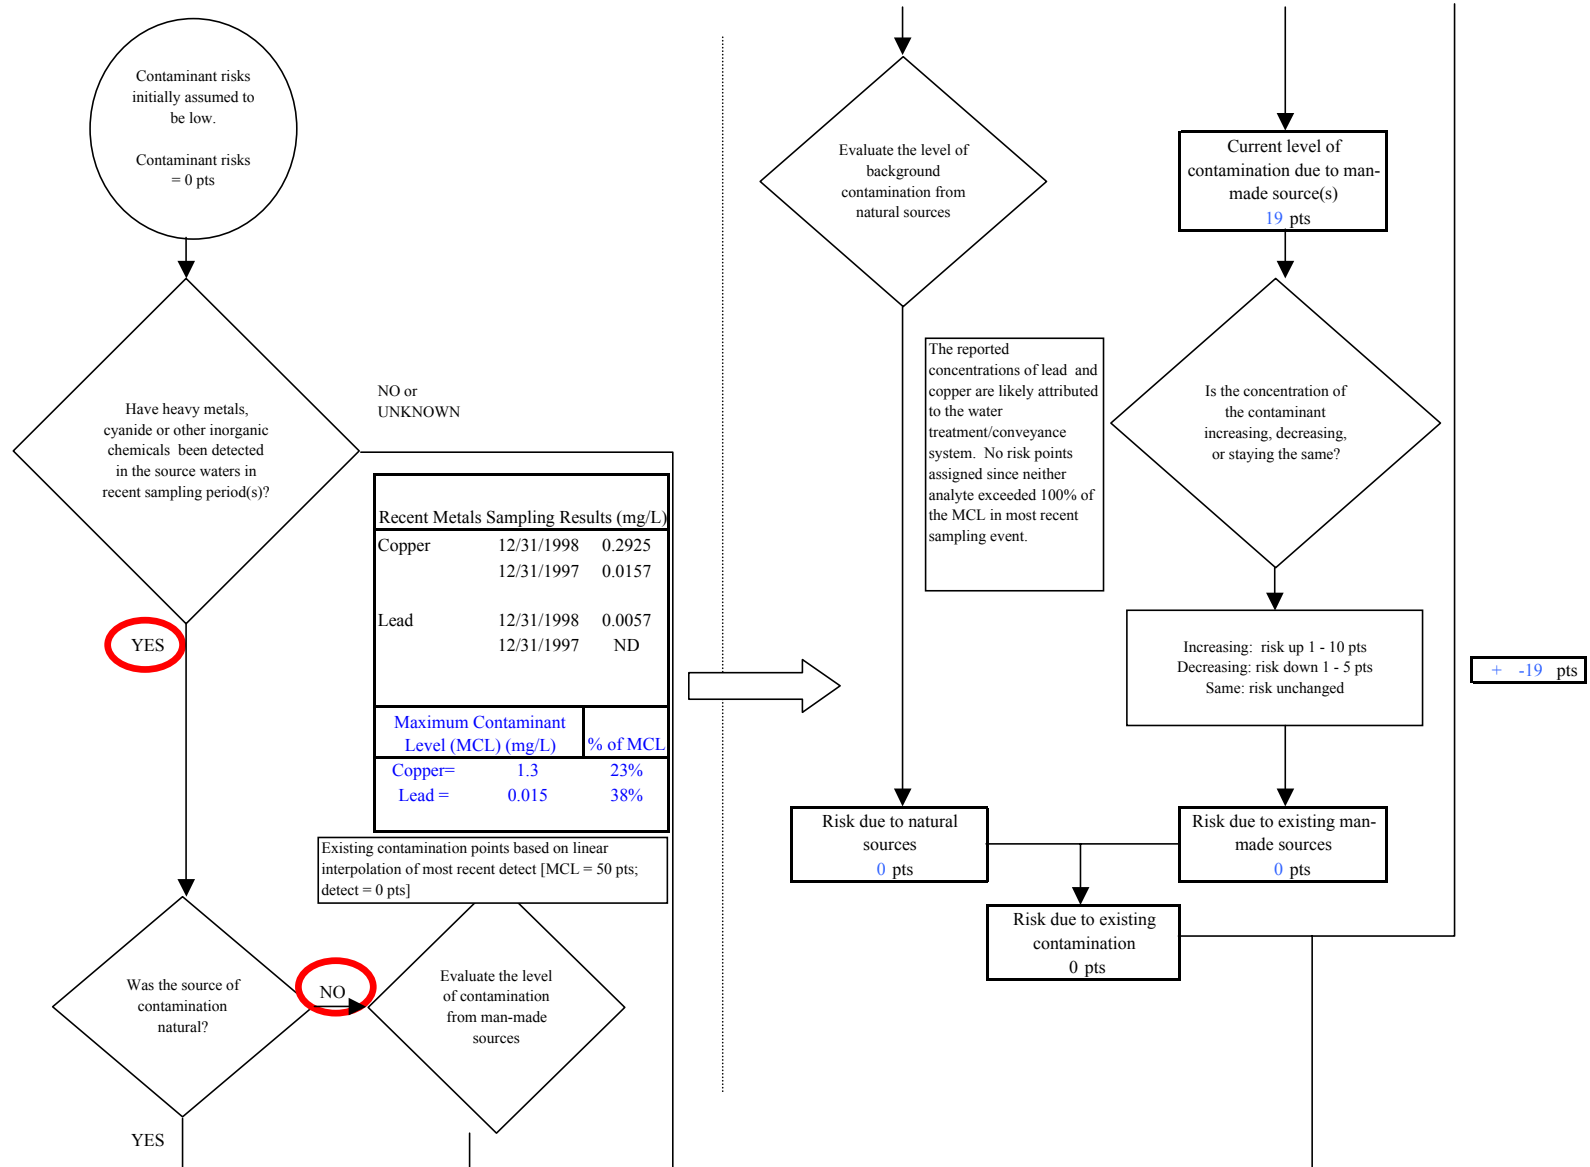 Contaminant risks
initially assumed to
be low.
Contaminant risks
= 0 pts
Have heavy metals,
cyanide or other inorganic
chemicals been detected
in the source waters in
recent sampling period(s)?
NO or
UNKNOWN
YES
Recent Metals Sampling Results (mg/L)
Copper 12/31/1998 0.2925
12/31/1997 0.0157
Lead 12/31/1998 0.0057
12/31/1997 ND
Maximum Contaminant
Level (MCL) (mg/L) % of MCL
Copper= 1.3 23%
Lead = 0.015 38%
Existing contamination points based on linear
interpolation of most recent detect [MCL = 50 pts;
detect = 0 pts]
Was the source of
contamination
natural?
NO
Evaluate the level
of contamination
from man-made
sources
YES
Evaluate the level of
background
contamination from
natural sources
The reported
concentrations of lead and
copper are likely attributed
to the water
treatment/conveyance
system. No risk points
assigned since neither
analyte exceeded 100% of
the MCL in most recent
sampling event.
Current level of
contamination due to man-
made source(s)
19 pts
Is the concentration of
the contaminant
increasing, decreasing,
or staying the same?
Increasing: risk up 1 - 10 pts
Decreasing: risk down 1 - 5 pts
Same: risk unchanged
+ -19 pts
Risk due to natural
sources
0 pts
Risk due to existing man-
made sources
0 pts
Risk due to existing
contamination
0 pts